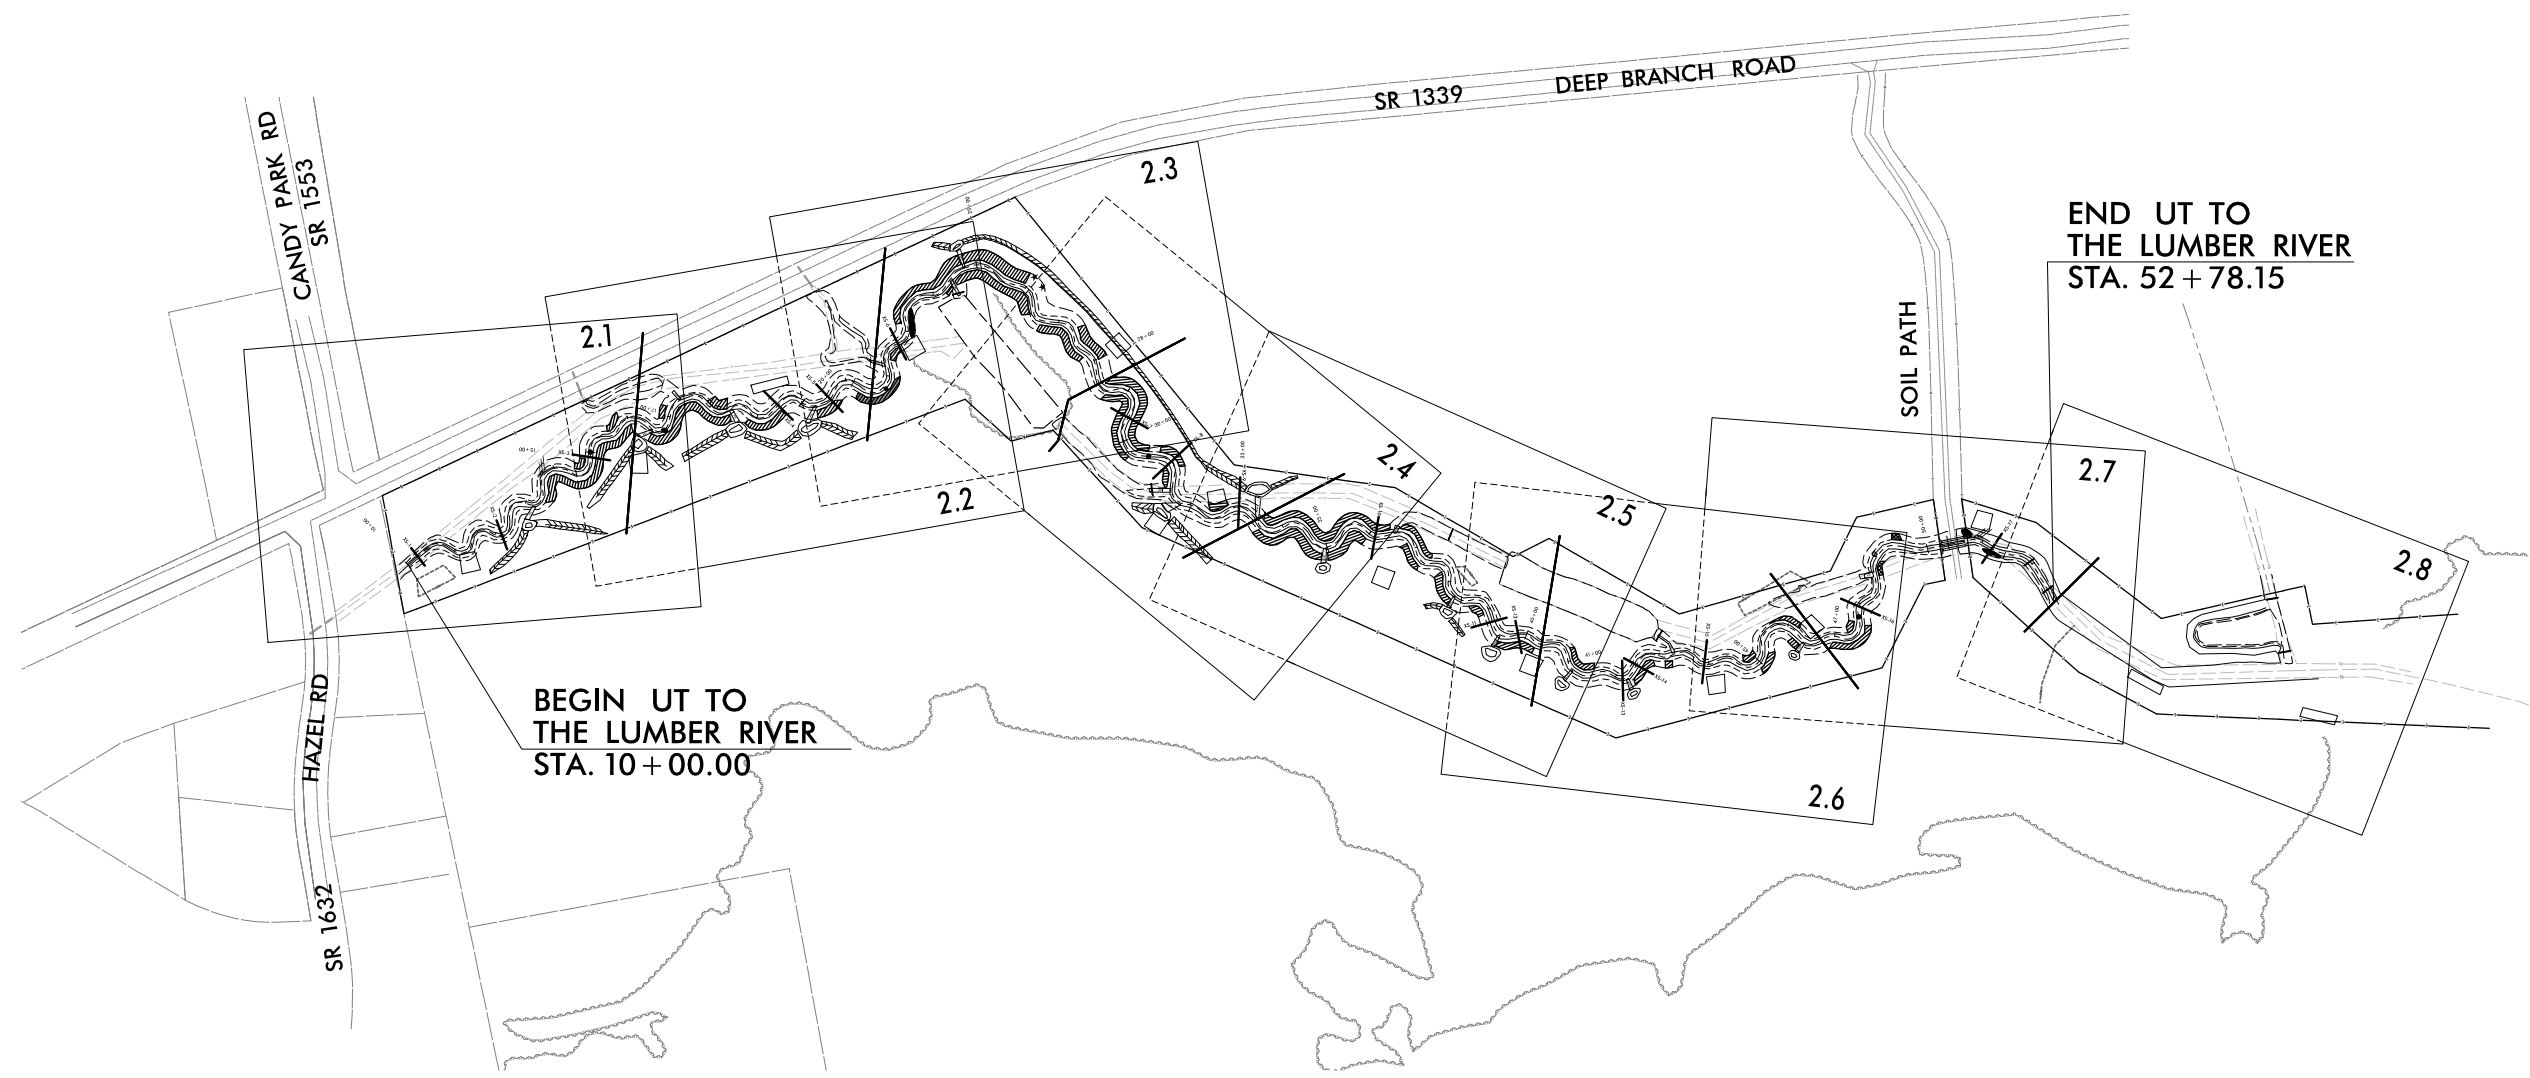 SR 1339 DEEP BRANCH ROAD
CANDY PARK RD
SR 1553
2.3
END UT TO
THE LUMBER RIVER
STA. 52+78.15
2.1
SOIL PATH
2.4
2.7
2.2
2.5
2.8
HAZEL RD
BEGIN UT TO
THE LUMBER RIVER
STA. 10+00.00
2.6
SR 1632